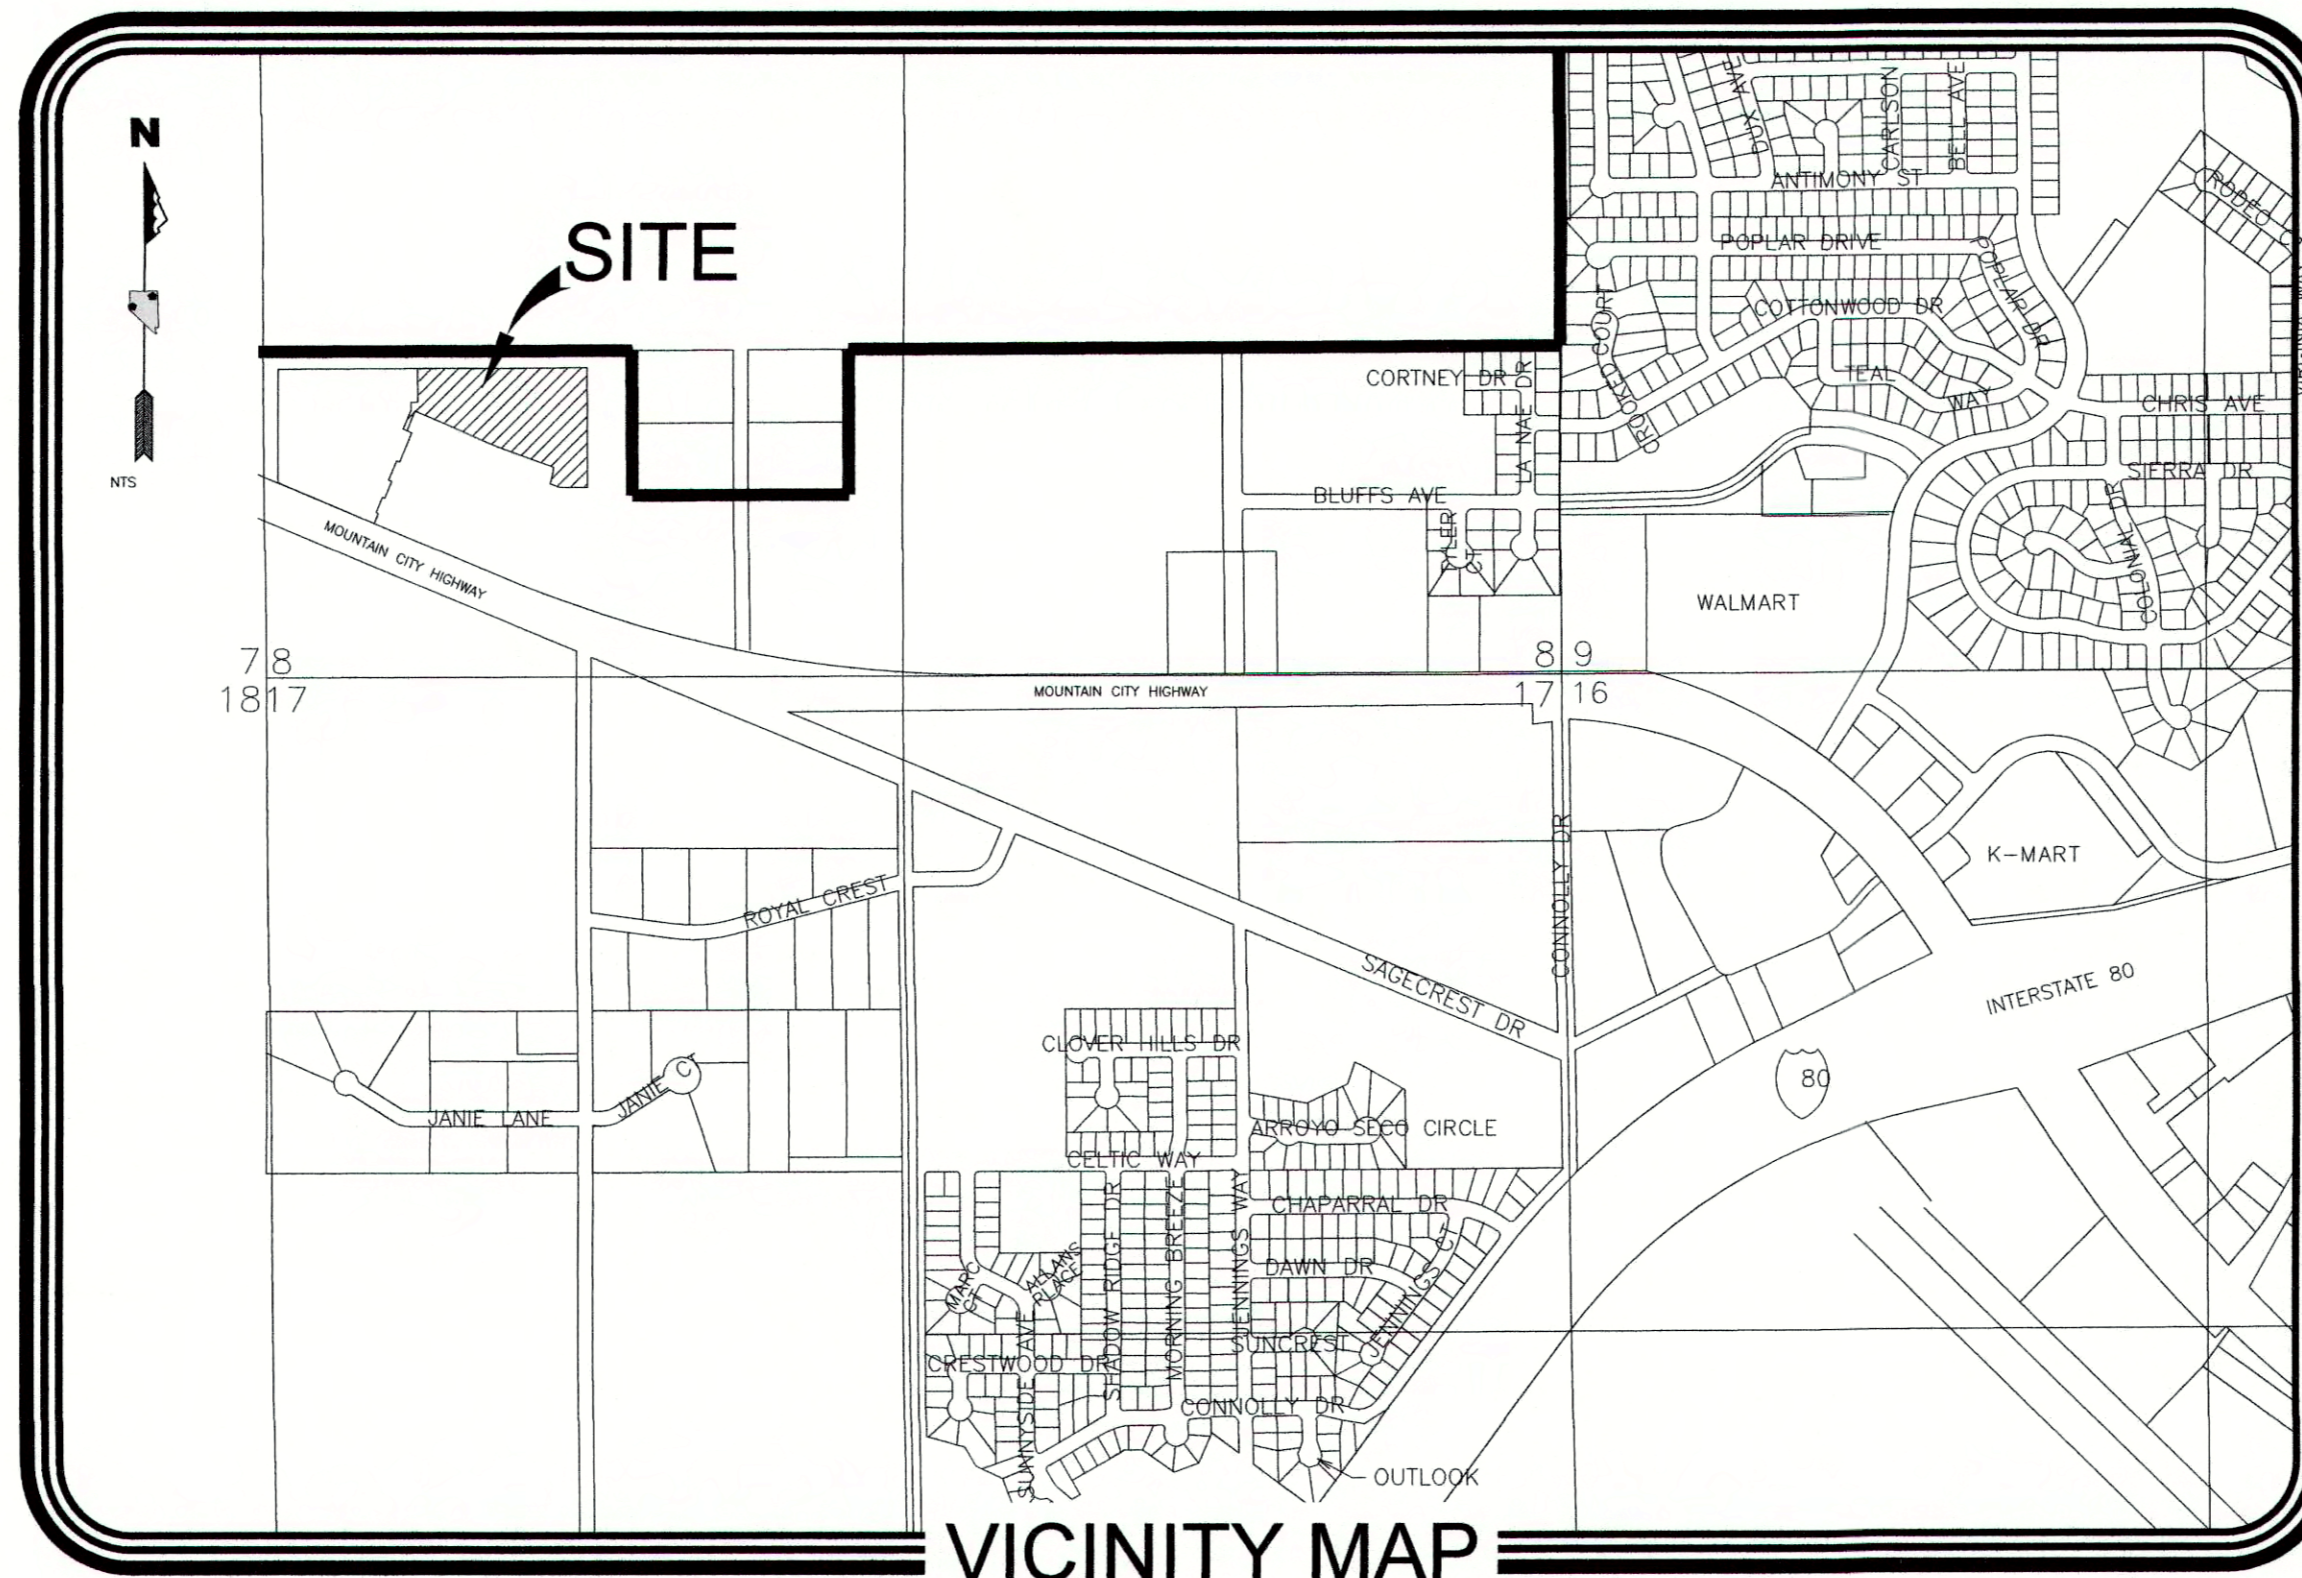 N
SITE
NTS
DUX AVE
CARLSON
BELL AVE
ANTIMONY ST
RODEO
POPLAR DRIVE
POPLAR DR
COTTONWOOD DR
CROOKED COURT
CORTNEY DR
LA NAE DR
TEAL
WAY
CHRIS AVE
SIERRA DR
COLONIAL DR
BLUFFS AVE
CT
WALMART
MOUNTAIN CITY HIGHWAY
7 8
18 17
8 9
17 16
MOUNTAIN CITY HIGHWAY
CONNOLLY DR
K-MART
ROYAL CREST
SAGECREST DR
INTERSTATE 80
80
CLOVER HILLS DR
JANIE LANE
JANIE CT
ARROYO SECO CIRCLE
CELTIC WAY
CHAPARRAL DR
SHADOW RIDGE DR
MORNING BREEZE
JENNINGS WAY
DAWN DR
JENNINGS CT
MARC
CT
ALLANS
PLACE
SUNCREST
CRESTWOOD DR
SUNNYSIDE AVE
CONNOLLY DR
OUTLOOK
VICINITY MAP